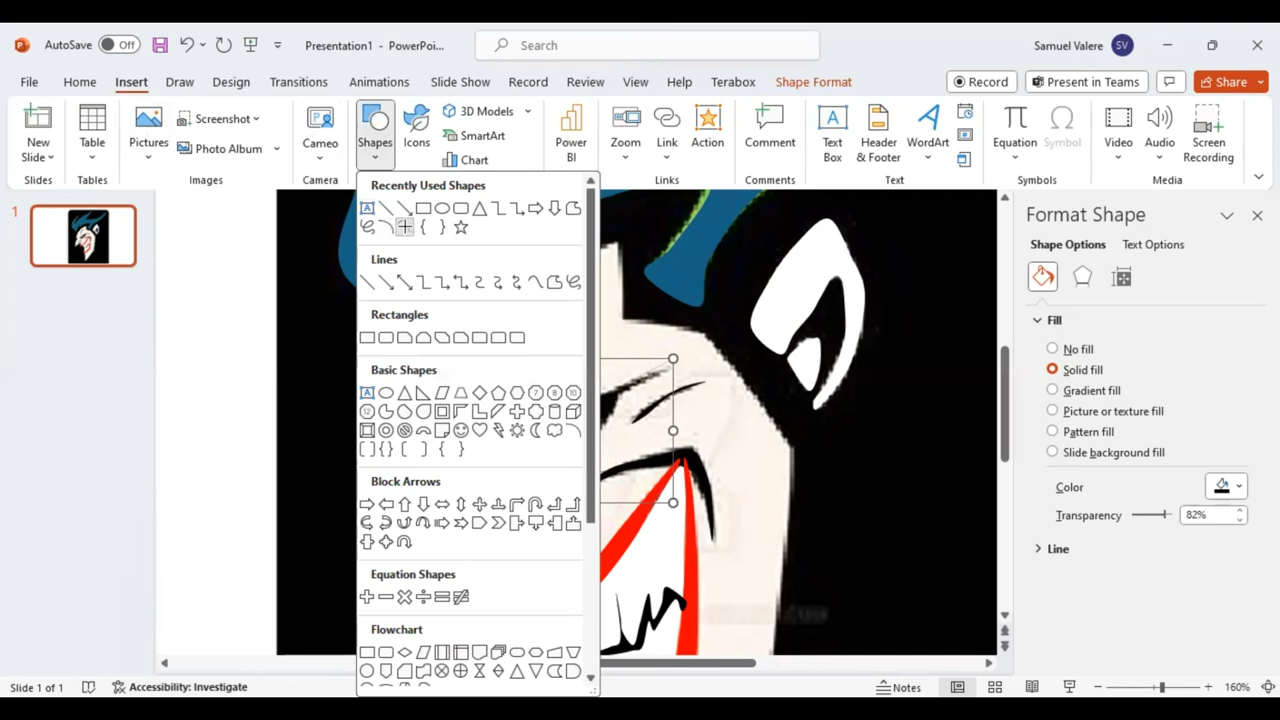 AutoSave Off Presentation1 - PowerPoi... Search Samuel Valere SV
File Home Insert Draw Design Transitions Animations Slide Show Record Review View Help Terabox Shape Format Record Present in Teams Share
New Slide
Table
Pictures
Screenshot
Photo Album
Cameo
Shapes
Icons
3D Models
SmartArt
Chart
Power BI
Zoom
Link
Action
Comment
Text Box
Header & Footer
WordArt
Equation
Symbol
Video
Audio
Screen Recording
Slides Tables Images Camera Links Comments Text Symbols Media
1
Recently Used Shapes
Lines
Rectangles
Basic Shapes
Block Arrows
Equation Shapes
Flowchart
Format Shape
Shape Options Text Options
Fill
No fill
Solid fill
Gradient fill
Picture or texture fill
Pattern fill
Slide background fill
Color
Transparency 82%
Line
Slide 1 of 1 Accessibility: Investigate Notes 160%